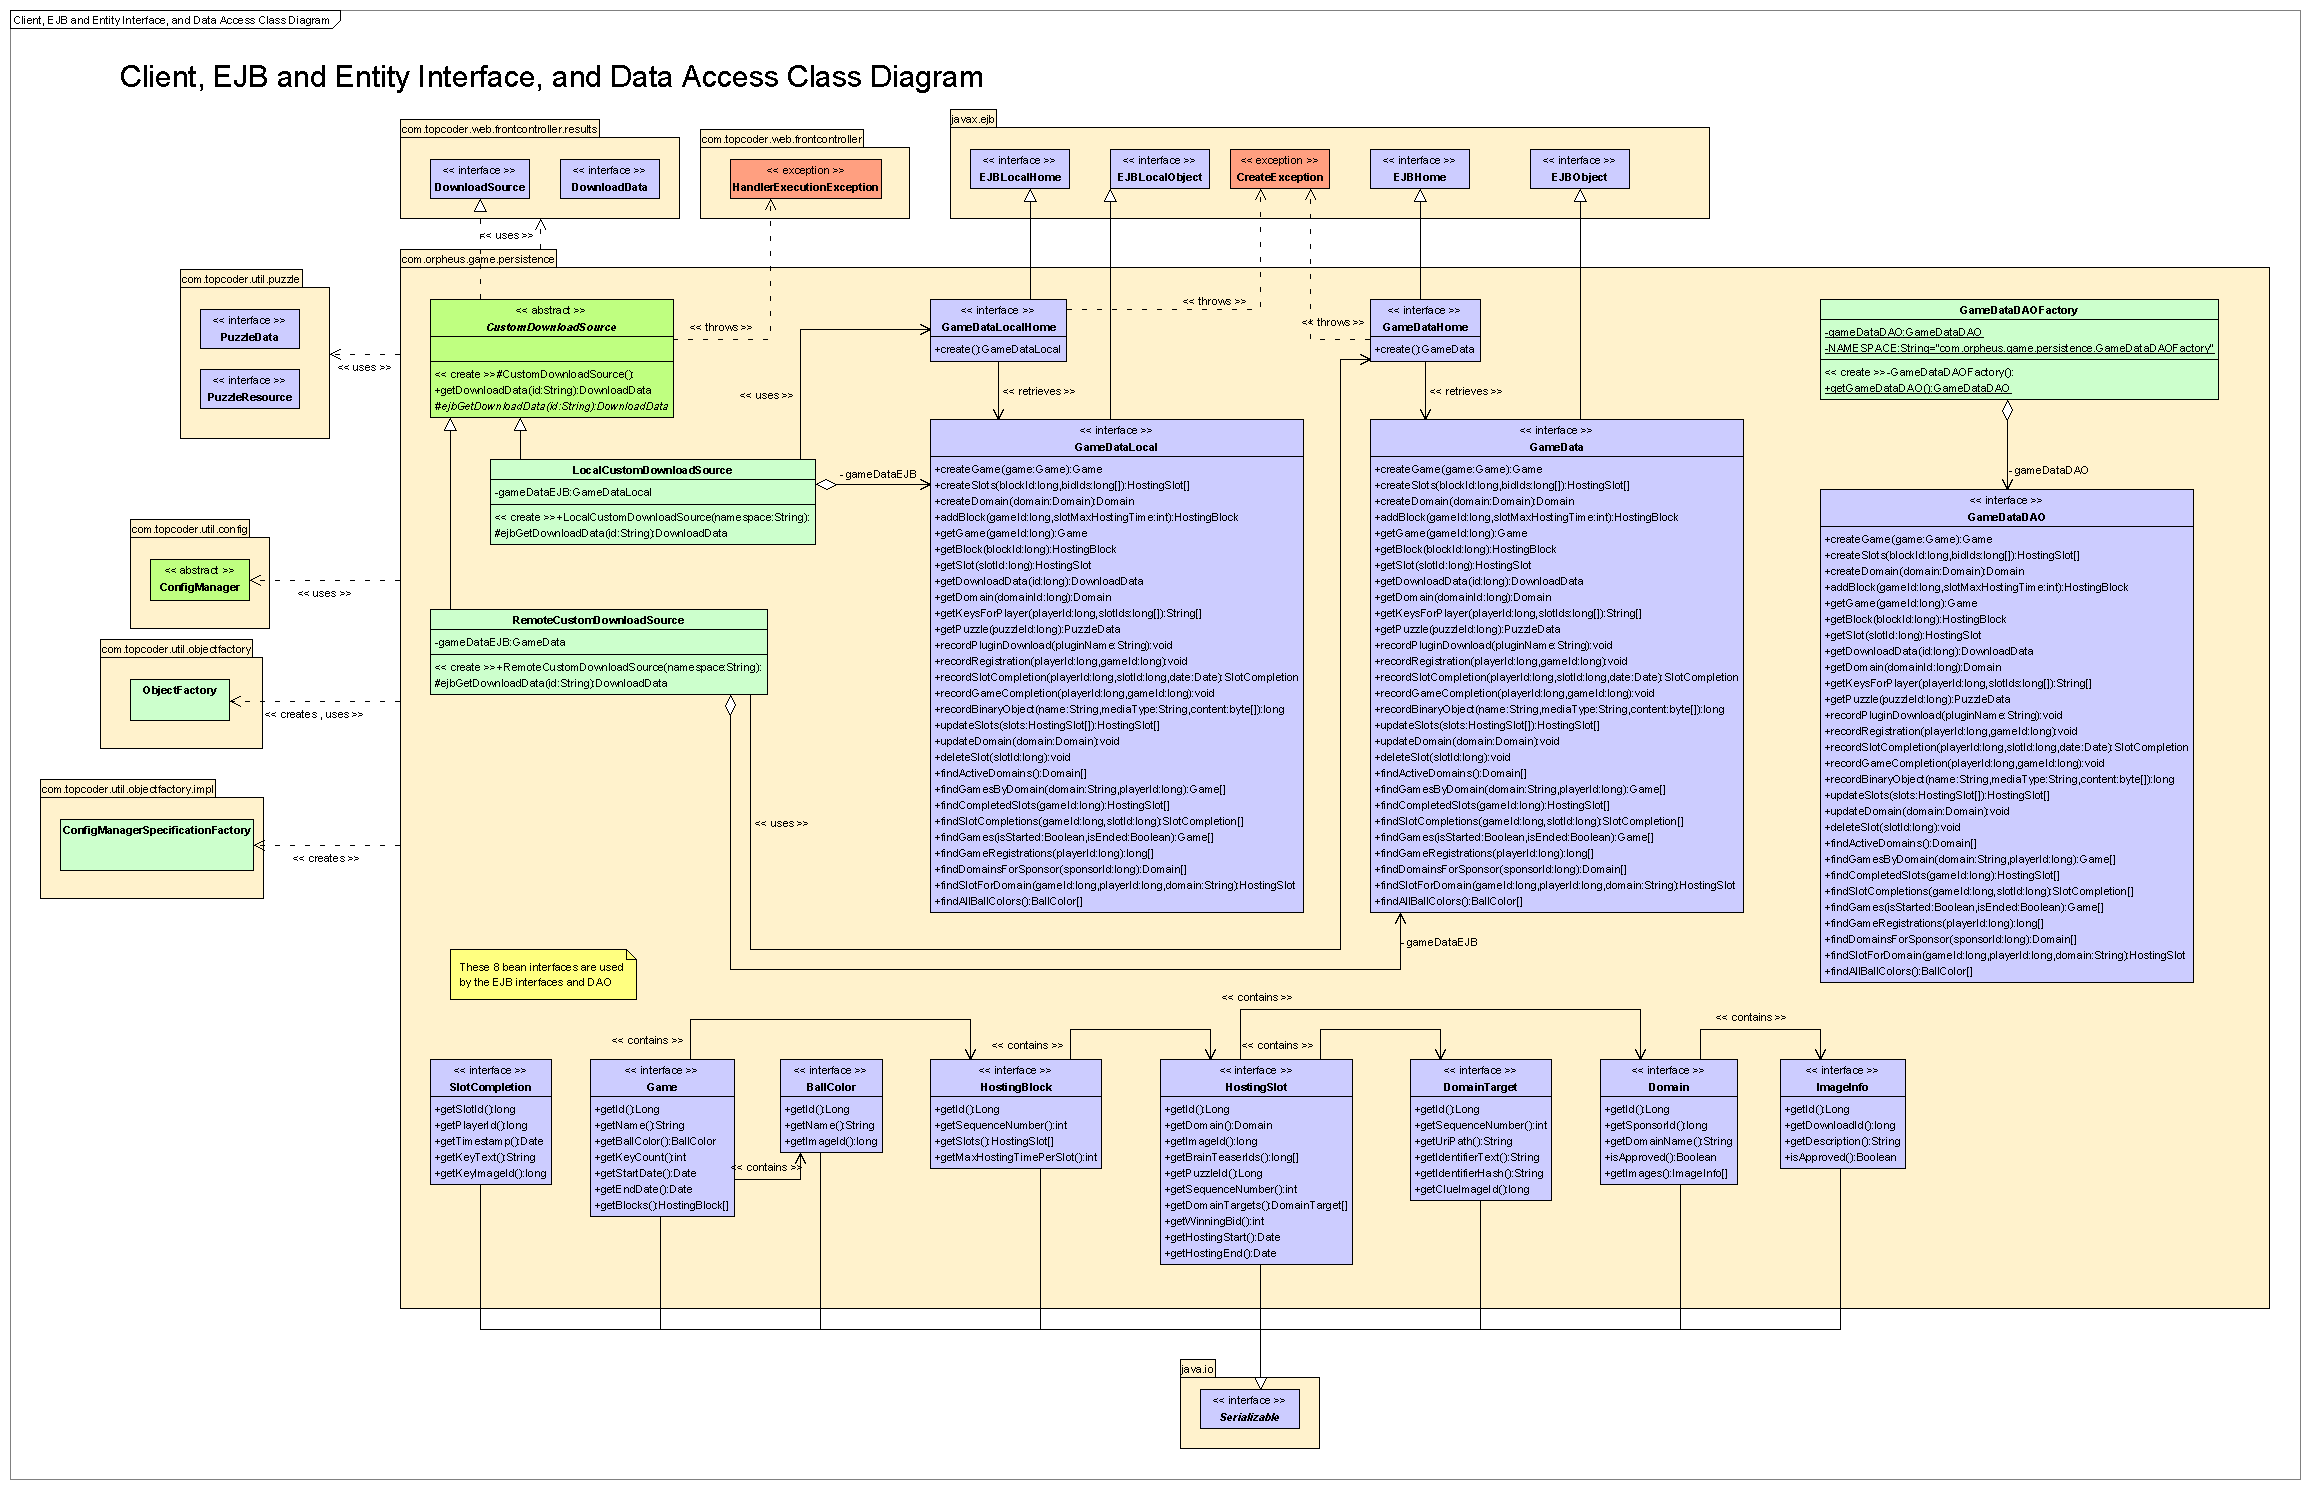 Client, EJB and Entity Interface, and Data Access Class Diagram
Client, EJB and Entity Interface, and Data Access Class Diagram
com.topcoder.web.frontcontroller.results
<< interface >>
DownloadSource
<< interface >>
DownloadData
com.topcoder.web.frontcontroller
<< exception >>
HandlerExecutionException
javax.ejb
<< interface >>
EJBLocalHome
<< interface >>
EJBLocalObject
<< exception >>
CreateException
<< interface >>
EJBHome
<< interface >>
EJBObject
<< uses >>
com.topcoder.util.puzzle
<< interface >>
PuzzleData
<< interface >>
PuzzleResource
<< uses >>
com.topcoder.util.config
<< abstract >>
ConfigManager
<< uses >>
com.topcoder.util.objectfactory
ObjectFactory
<< creates , uses >>
com.topcoder.util.objectfactory.impl
ConfigManagerSpecificationFactory
<< creates >>
com.orpheus.game.persistence
<< abstract >>
CustomDownloadSource
<< create >>#CustomDownloadSource():
+getDownloadData(id:String):DownloadData
#ejbGetDownloadData(id:String):DownloadData
<< throws >>
<< uses >>
LocalCustomDownloadSource
-gameDataEJB:GameDataLocal
<< create >>+LocalCustomDownloadSource(namespace:String):
#ejbGetDownloadData(id:String):DownloadData
- gameDataEJB
RemoteCustomDownloadSource
-gameDataEJB:GameData
<< create >>+RemoteCustomDownloadSource(namespace:String):
#ejbGetDownloadData(id:String):DownloadData
<< uses >>
<< interface >>
GameDataLocalHome
+create():GameDataLocal
<< throws >>
<< retrieves >>
<< interface >>
GameDataLocal
+createGame(game:Game):Game
+createSlots(blockId:long,bidIds:long[]):HostingSlot[]
+createDomain(domain:Domain):Domain
+addBlock(gameId:long,slotMaxHostingTime:int):HostingBlock
+getGame(gameId:long):Game
+getBlock(blockId:long):HostingBlock
+getSlot(slotId:long):HostingSlot
+getDownloadData(id:long):DownloadData
+getDomain(domainId:long):Domain
+getKeysForPlayer(playerId:long,slotIds:long[]):String[]
+getPuzzle(puzzleId:long):PuzzleData
+recordPluginDownload(pluginName:String):void
+recordRegistration(playerId:long,gameId:long):void
+recordSlotCompletion(playerId:long,slotId:long,date:Date):SlotCompletion
+recordGameCompletion(playerId:long,gameId:long):void
+recordBinaryObject(name:String,mediaType:String,content:byte[]):long
+updateSlots(slots:HostingSlot[]):HostingSlot[]
+updateDomain(domain:Domain):void
+deleteSlot(slotId:long):void
+findActiveDomains():Domain[]
+findGamesByDomain(domain:String,playerId:long):Game[]
+findCompletedSlots(gameId:long):HostingSlot[]
+findSlotCompletions(gameId:long,slotId:long):SlotCompletion[]
+findGames(isStarted:Boolean,isEnded:Boolean):Game[]
+findGameRegistrations(playerId:long):long[]
+findDomainsForSponsor(sponsorId:long):Domain[]
+findSlotForDomain(gameId:long,playerId:long,domain:String):HostingSlot
+findAllBallColors():BallColor[]
<< interface >>
GameDataHome
+create():GameData
<< throws >>
<< retrieves >>
<< interface >>
GameData
+createGame(game:Game):Game
+createSlots(blockId:long,bidIds:long[]):HostingSlot[]
+createDomain(domain:Domain):Domain
+addBlock(gameId:long,slotMaxHostingTime:int):HostingBlock
+getGame(gameId:long):Game
+getBlock(blockId:long):HostingBlock
+getSlot(slotId:long):HostingSlot
+getDownloadData(id:long):DownloadData
+getDomain(domainId:long):Domain
+getKeysForPlayer(playerId:long,slotIds:long[]):String[]
+getPuzzle(puzzleId:long):PuzzleData
+recordPluginDownload(pluginName:String):void
+recordRegistration(playerId:long,gameId:long):void
+recordSlotCompletion(playerId:long,slotId:long,date:Date):SlotCompletion
+recordGameCompletion(playerId:long,gameId:long):void
+recordBinaryObject(name:String,mediaType:String,content:byte[]):long
+updateSlots(slots:HostingSlot[]):HostingSlot[]
+updateDomain(domain:Domain):void
+deleteSlot(slotId:long):void
+findActiveDomains():Domain[]
+findGamesByDomain(domain:String,playerId:long):Game[]
+findCompletedSlots(gameId:long):HostingSlot[]
+findSlotCompletions(gameId:long,slotId:long):SlotCompletion[]
+findGames(isStarted:Boolean,isEnded:Boolean):Game[]
+findGameRegistrations(playerId:long):long[]
+findDomainsForSponsor(sponsorId:long):Domain[]
+findSlotForDomain(gameId:long,playerId:long,domain:String):HostingSlot
+findAllBallColors():BallColor[]
- gameDataEJB
GameDataDAOFactory
-gameDataDAO:GameDataDAO
-NAMESPACE:String="com.orpheus.game.persistence.GameDataDAOFactory"
<< create >>-GameDataDAOFactory():
+getGameDataDAO():GameDataDAO
- gameDataDAO
<< interface >>
GameDataDAO
+createGame(game:Game):Game
+createSlots(blockId:long,bidIds:long[]):HostingSlot[]
+createDomain(domain:Domain):Domain
+addBlock(gameId:long,slotMaxHostingTime:int):HostingBlock
+getGame(gameId:long):Game
+getBlock(blockId:long):HostingBlock
+getSlot(slotId:long):HostingSlot
+getDownloadData(id:long):DownloadData
+getDomain(domainId:long):Domain
+getKeysForPlayer(playerId:long,slotIds:long[]):String[]
+getPuzzle(puzzleId:long):PuzzleData
+recordPluginDownload(pluginName:String):void
+recordRegistration(playerId:long,gameId:long):void
+recordSlotCompletion(playerId:long,slotId:long,date:Date):SlotCompletion
+recordGameCompletion(playerId:long,gameId:long):void
+recordBinaryObject(name:String,mediaType:String,content:byte[]):long
+updateSlots(slots:HostingSlot[]):HostingSlot[]
+updateDomain(domain:Domain):void
+deleteSlot(slotId:long):void
+findActiveDomains():Domain[]
+findGamesByDomain(domain:String,playerId:long):Game[]
+findCompletedSlots(gameId:long):HostingSlot[]
+findSlotCompletions(gameId:long,slotId:long):SlotCompletion[]
+findGames(isStarted:Boolean,isEnded:Boolean):Game[]
+findGameRegistrations(playerId:long):long[]
+findDomainsForSponsor(sponsorId:long):Domain[]
+findSlotForDomain(gameId:long,playerId:long,domain:String):HostingSlot
+findAllBallColors():BallColor[]
These 8 bean interfaces are used
by the EJB interfaces and DAO
<< contains >>
<< contains >>
<< contains >>
<< contains >>
<< contains >>
<< contains >>
<< interface >>
SlotCompletion
+getSlotId():long
+getPlayerId():long
+getTimestamp():Date
+getKeyText():String
+getKeyImageId():long
<< interface >>
Game
+getId():Long
+getName():String
+getBallColor():BallColor
+getKeyCount():int
+getStartDate():Date
+getEndDate():Date
+getBlocks():HostingBlock[]
<< interface >>
BallColor
+getId():Long
+getName():String
+getImageId():long
<< interface >>
HostingBlock
+getId():Long
+getSequenceNumber():int
+getSlots():HostingSlot[]
+getMaxHostingTimePerSlot():int
<< interface >>
HostingSlot
+getId():Long
+getDomain():Domain
+getImageId():long
+getBrainTeaserIds():long[]
+getPuzzleId():Long
+getSequenceNumber():int
+getDomainTargets():DomainTarget[]
+getWinningBid():int
+getHostingStart():Date
+getHostingEnd():Date
<< interface >>
DomainTarget
+getId():Long
+getSequenceNumber():int
+getUriPath():String
+getIdentifierText():String
+getIdentifierHash():String
+getClueImageId():long
<< interface >>
Domain
+getId():Long
+getSponsorId():long
+getDomainName():String
+isApproved():Boolean
+getImages():ImageInfo[]
<< interface >>
ImageInfo
+getId():Long
+getDownloadId():long
+getDescription():String
+isApproved():Boolean
java.io
<< interface >>
Serializable